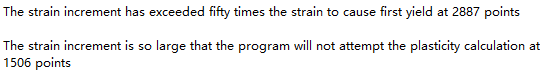 The strain increment has exceeded fifty times the strain to cause first yield at 2887 points
The strain increment is so large that the program will not attempt the plasticity calculation at
1506 points